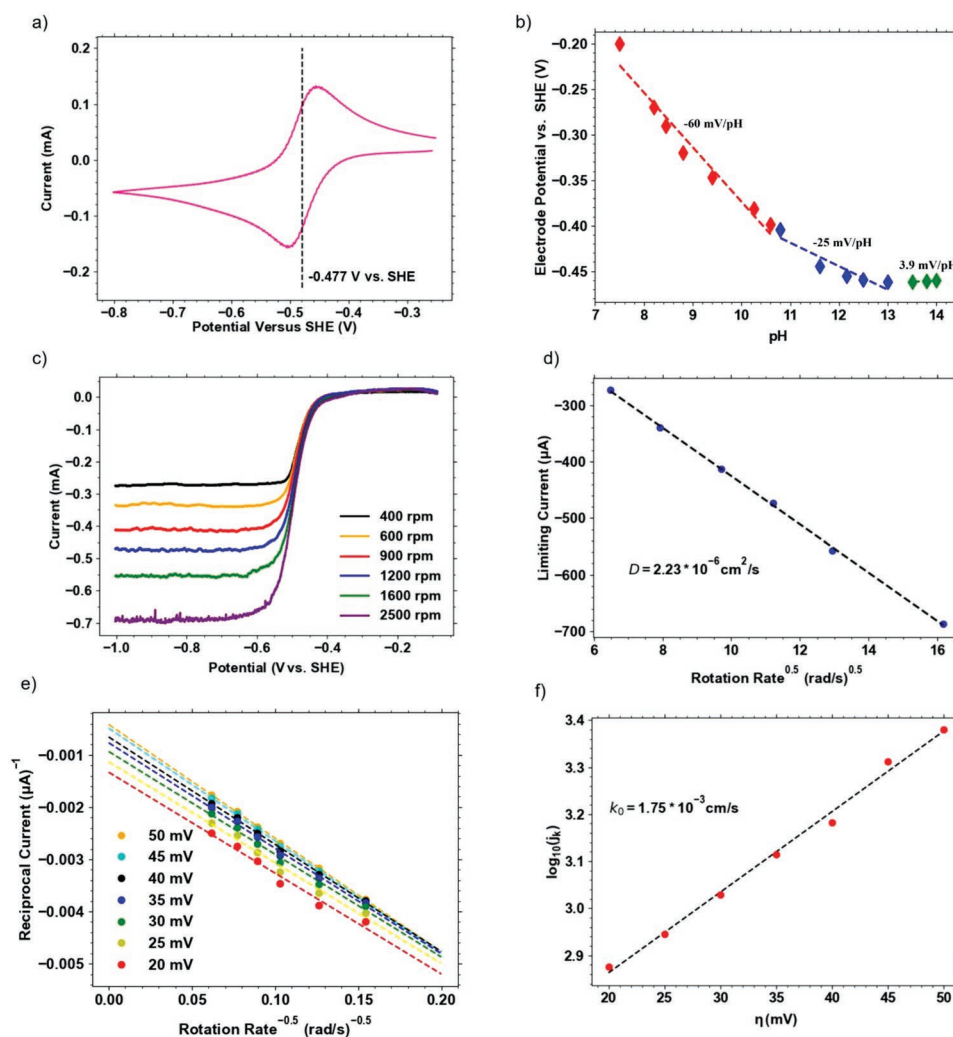 a)
0.2
0.1
0.0
−0.1
−0.2
−0.8
−0.7
−0.6
−0.5
−0.4
−0.3
Current (mA)
Potential Versus SHE (V)
-0.477 V vs. SHE
b)
−0.20
−0.25
−0.30
−0.35
−0.40
−0.45
7
8
9
10
11
12
13
14
Electrode Potential vs. SHE (V)
pH
-60 mV/pH
-25 mV/pH
3.9 mV/pH
c)
0.0
−0.1
−0.2
−0.3
−0.4
−0.5
−0.6
−0.7
−1.0
−0.8
−0.6
−0.4
−0.2
Current (mA)
Potential (V vs. SHE)
400 rpm
600 rpm
900 rpm
1200 rpm
1600 rpm
2500 rpm
d)
−300
−400
−500
−600
−700
6
8
10
12
14
16
Limiting Current (µA)
Rotation Rate^0.5 (rad/s)^0.5
D = 2.23 * 10^−6 cm^2/s
e)
−0.001
−0.002
−0.003
−0.004
−0.005
0.00
0.05
0.10
0.15
0.20
Reciprocal Current (µA)^−1
Rotation Rate^−0.5 (rad/s)^−0.5
50 mV
45 mV
40 mV
35 mV
30 mV
25 mV
20 mV
f)
3.4
3.3
3.2
3.1
3.0
2.9
20
25
30
35
40
45
50
log10(jk)
η (mV)
k0 = 1.75 * 10^−3 cm/s